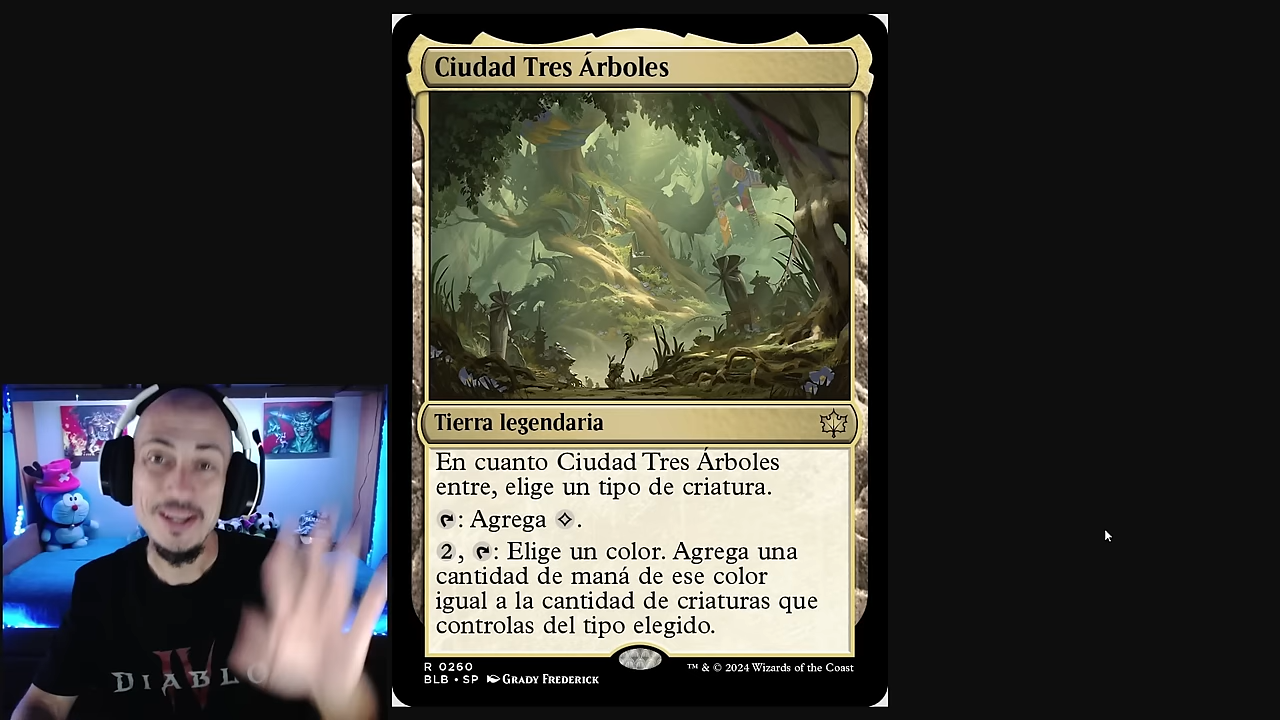 Ciudad Tres Árboles
Tierra legendaria
En cuanto Ciudad Tres Árboles
entre, elige un tipo de criatura.
: Agrega .
2, : Elige un color. Agrega una
cantidad de maná de ese color
igual a la cantidad de criaturas que
controlas del tipo elegido.
R 0260
BLB • SP GRADY FREDERICK
™ & © 2024 Wizards of the Coast
DIABLO
IV